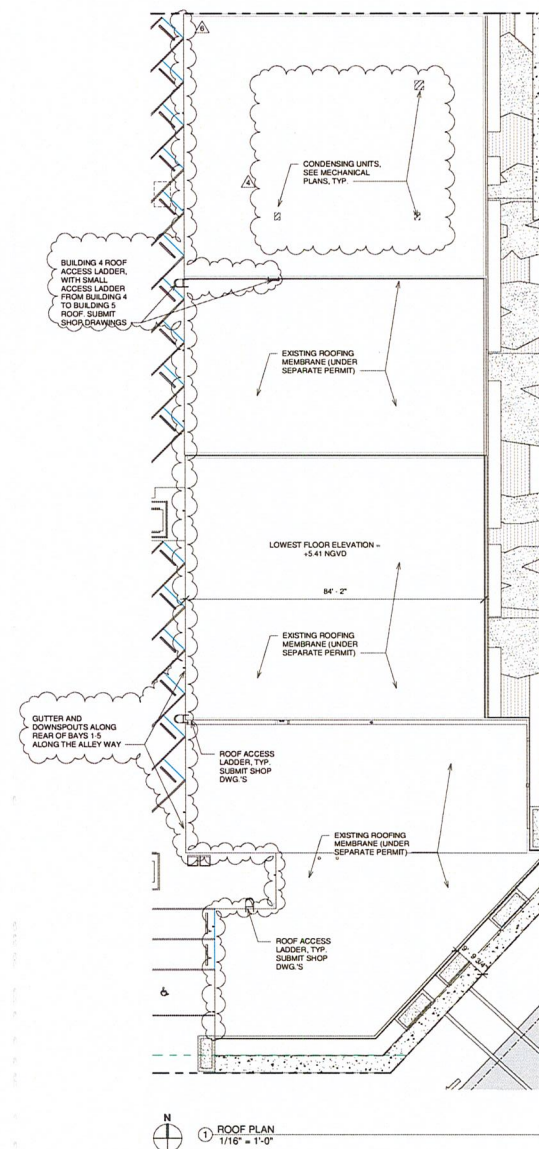 6
CONDENSING UNITS,
SEE MECHANICAL
PLANS, TYP.
4
BUILDING 4 ROOF
ACCESS LADDER,
WITH SMALL
ACCESS LADDER
FROM BUILDING 4
TO BUILDING 5
ROOF. SUBMIT
SHOP DRAWINGS
EXISTING ROOFING
MEMBRANE (UNDER
SEPARATE PERMIT)
LOWEST FLOOR ELEVATION =
+5.41 NGVD
84' - 2"
EXISTING ROOFING
MEMBRANE (UNDER
SEPARATE PERMIT)
GUTTER AND
DOWNSPOUTS ALONG
REAR OF BAYS 1-5
ALONG THE ALLEY WAY
ROOF ACCESS
LADDER, TYP.
SUBMIT SHOP
DWG.'S
EXISTING ROOFING
MEMBRANE (UNDER
SEPARATE PERMIT)
ROOF ACCESS
LADDER, TYP.
SUBMIT SHOP
DWG.'S
9' 9 3/4"
N
1 ROOF PLAN
1/16" = 1'-0"